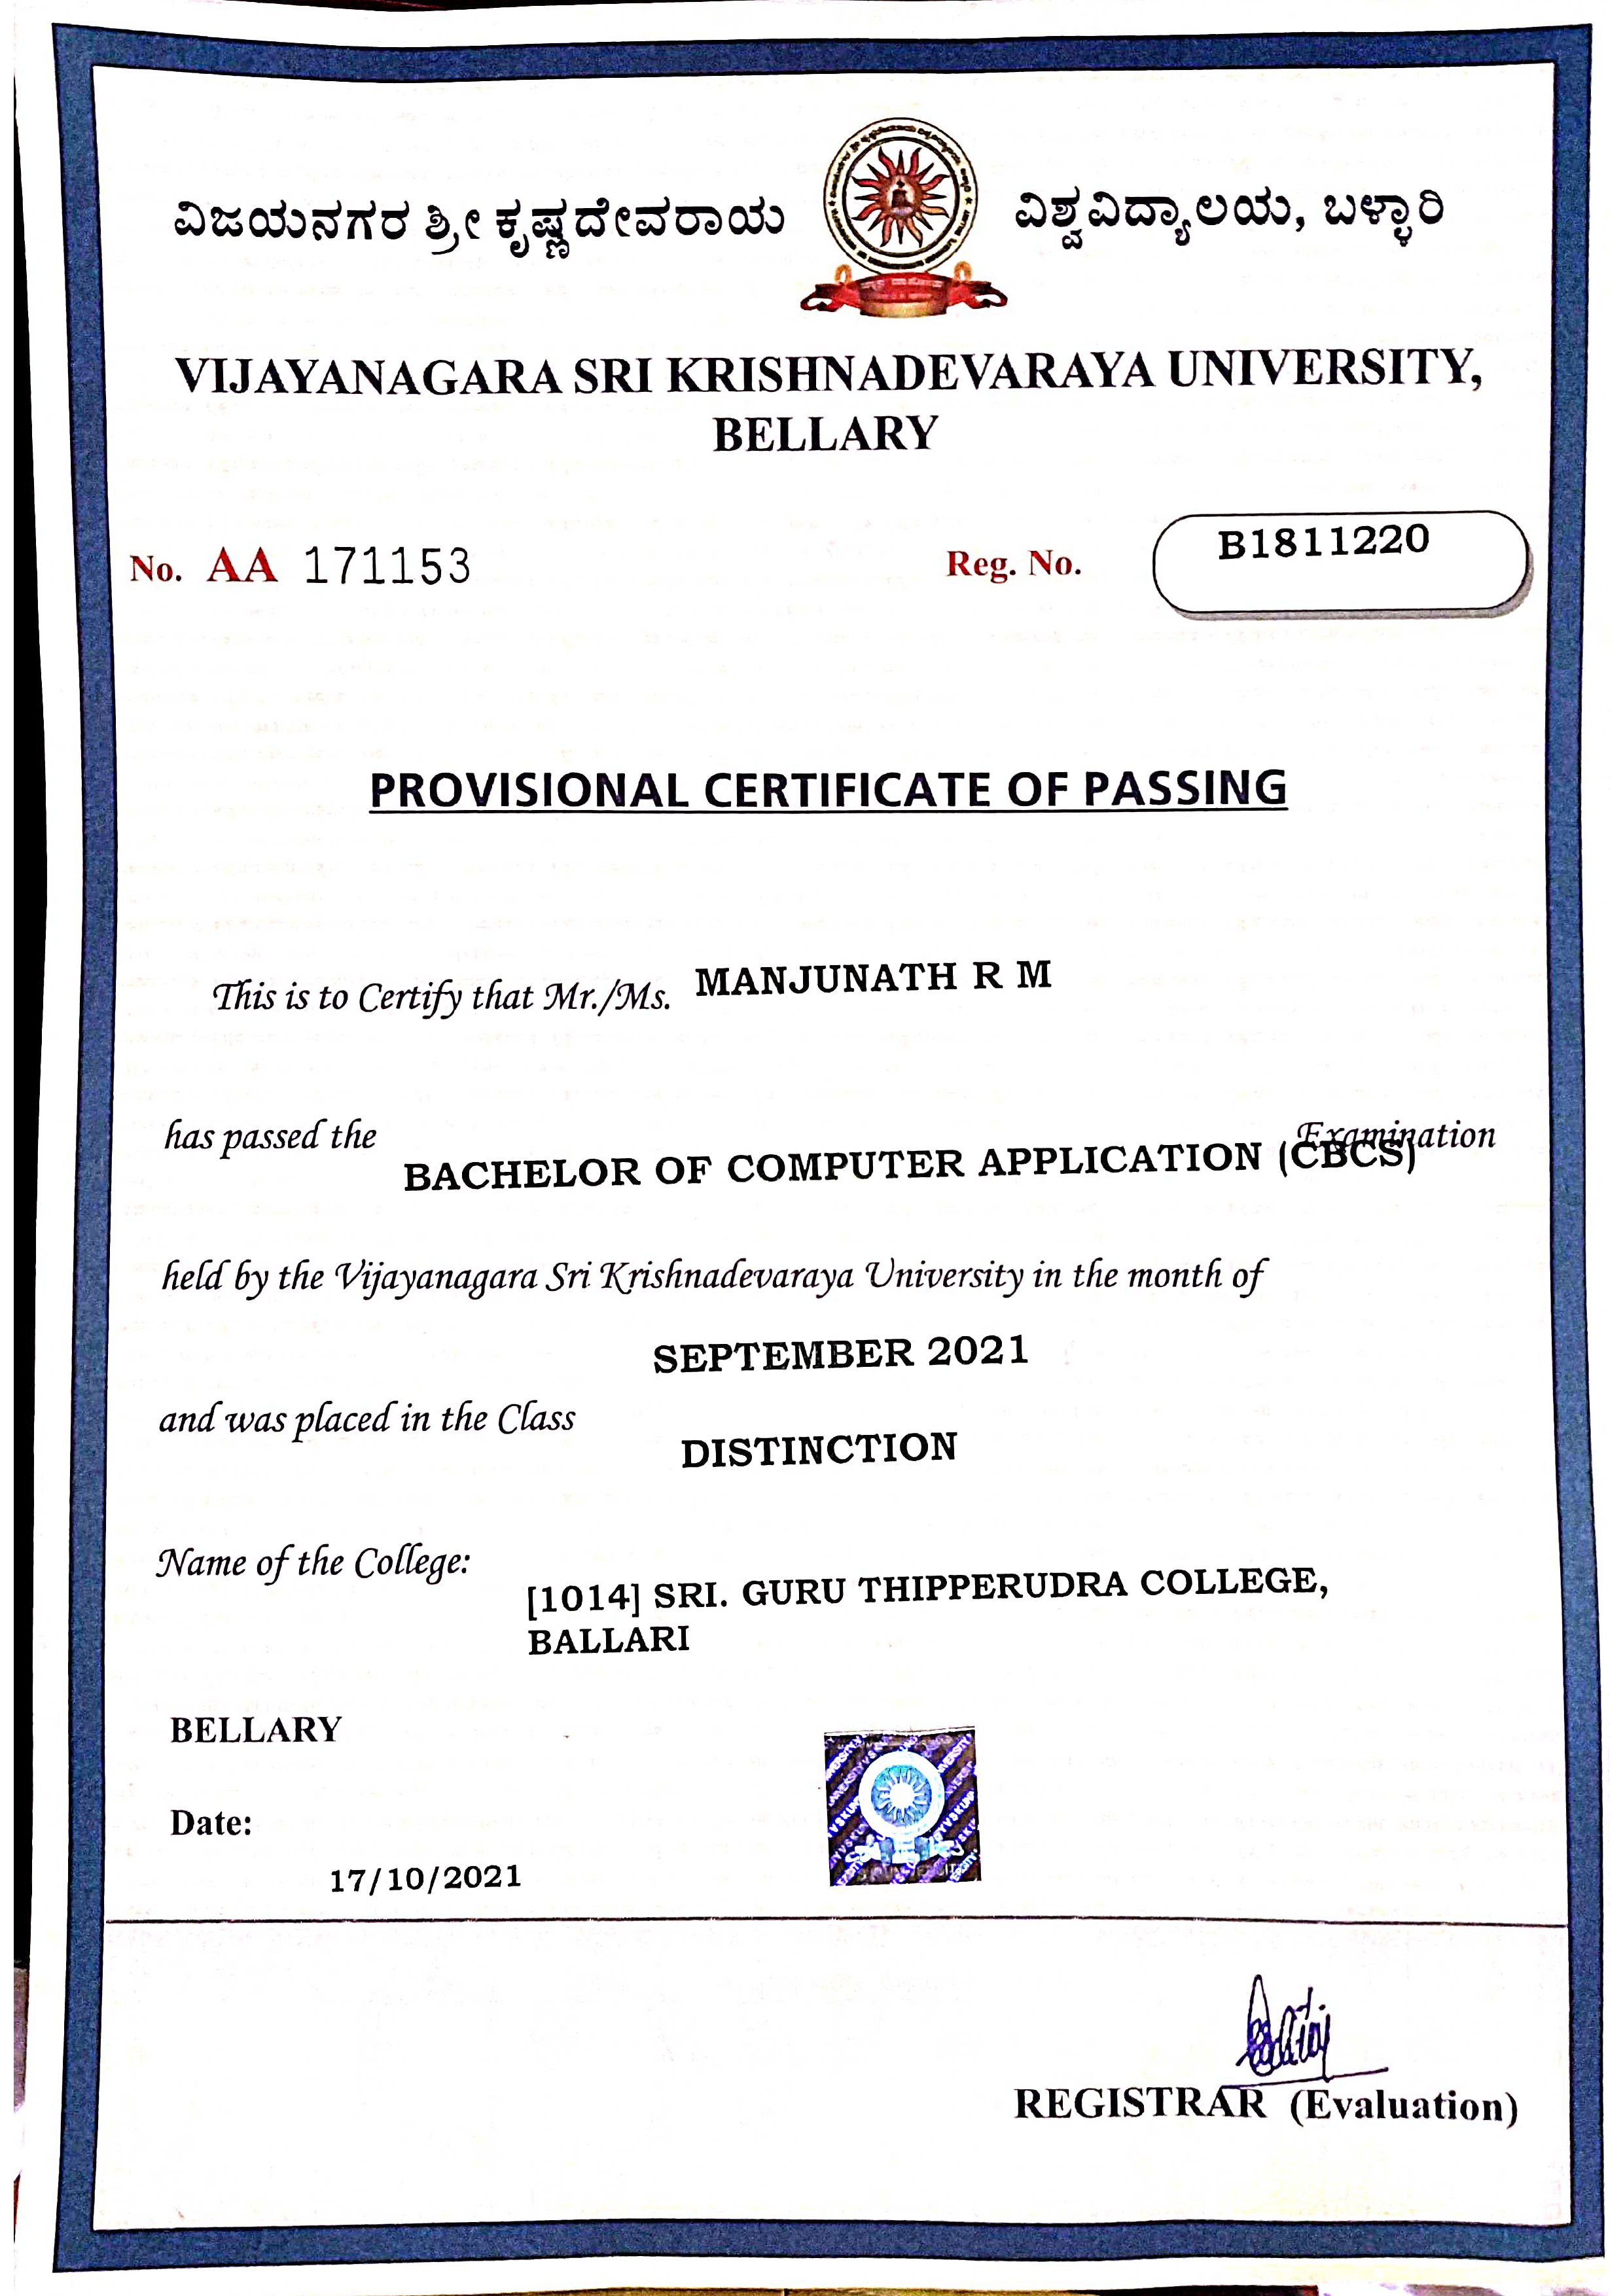 ವಿಜಯನಗರ ಶ್ರೀ ಕೃಷ್ಣದೇವರಾಯ ವಿಶ್ವವಿದ್ಯಾಲಯ, ಬಳ್ಳಾರಿ
VIJAYANAGARA SRI KRISHNADEVARAYA UNIVERSITY,
BELLARY
No. AA 171153 Reg. No. B1811220
PROVISIONAL CERTIFICATE OF PASSING
This is to Certify that Mr./Ms. MANJUNATH R M
has passed the BACHELOR OF COMPUTER APPLICATION (CBCS) Examination
held by the Vijayanagara Sri Krishnadevaraya University in the month of
SEPTEMBER 2021
and was placed in the Class
DISTINCTION
Name of the College:
[1014] SRI. GURU THIPPERUDRA COLLEGE,
BALLARI
BELLARY
Date:
17/10/2021
REGISTRAR (Evaluation)